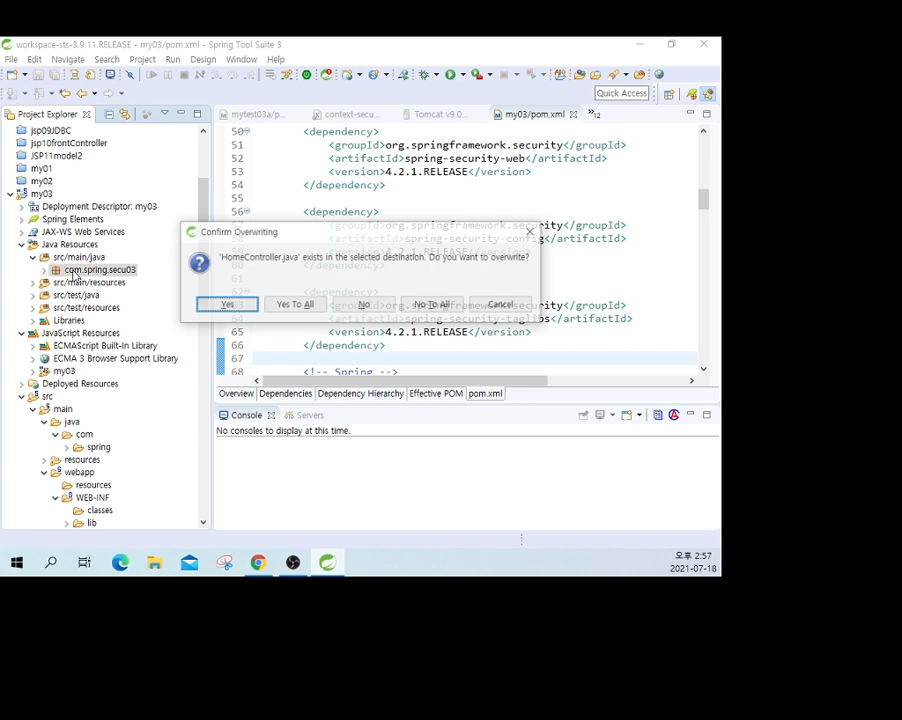 workspace-sts-3.9.11.RELEASE - my03/pom.xml - Spring Tool Suite 3
File Edit Navigate Search Project Run Design Window Help
Quick Access
Project Explorer
mytest03a/p...
context-secu...
Tomcat v9.0...
my03/pom.xml
»12
jsp09JDBC
jsp10frontController
JSP11model2
my01
my02
my03
Deployment Descriptor: my03
Spring Elements
JAX-WS Web Services
Java Resources
src/main/java
com.spring.secu03
src/main/resources
src/test/java
src/test/resources
Libraries
JavaScript Resources
ECMAScript Built-In Library
ECMA 3 Browser Support Library
my03
Deployed Resources
src
main
java
com
spring
resources
webapp
resources
WEB-INF
classes
lib
50 <dependency>
51 <groupId>org.springframework.security</groupId>
52 <artifactId>spring-security-web</artifactId>
53 <version>4.2.1.RELEASE</version>
54 </dependency>
55
56 <dependency>
57 <groupId>org.springframework.security</groupId>
Confirm Overwriting
'HomeController.java' exists in the selected destination. Do you want to overwrite?
Yes
Yes To All
No
No To All
Cancel
65 <version>4.2.1.RELEASE</version>
66 </dependency>
67
68 <!-- Spring -->
Overview Dependencies Dependency Hierarchy Effective POM pom.xml
Console
Servers
No consoles to display at this time.
오후 2:57
2021-07-18